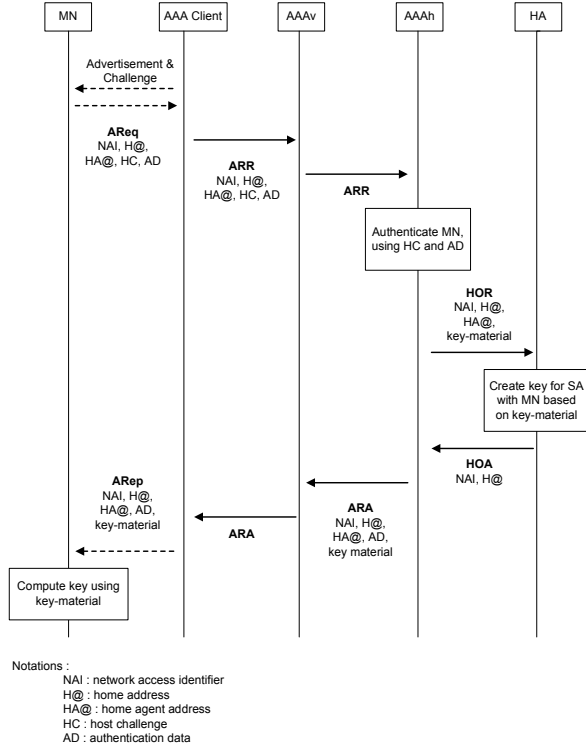 MN
AAA Client
AAAv
AAAh
HA
Advertisement &
Challenge
AReq
NAI, H@,
HA@, HC, AD
ARR
NAI, H@,
HA@, HC, AD
ARR
Authenticate MN,
using HC and AD
HOR
NAI, H@,
HA@,
key-material
Create key for SA
with MN based
on key-material
HOA
NAI, H@
ARep
NAI, H@,
HA@, AD,
key-material
ARA
ARA
NAI, H@,
HA@, AD,
key material
Compute key using
key-material
Notations :
NAI : network access identifier
H@ : home address
HA@ : home agent address
HC : host challenge
AD : authentication data